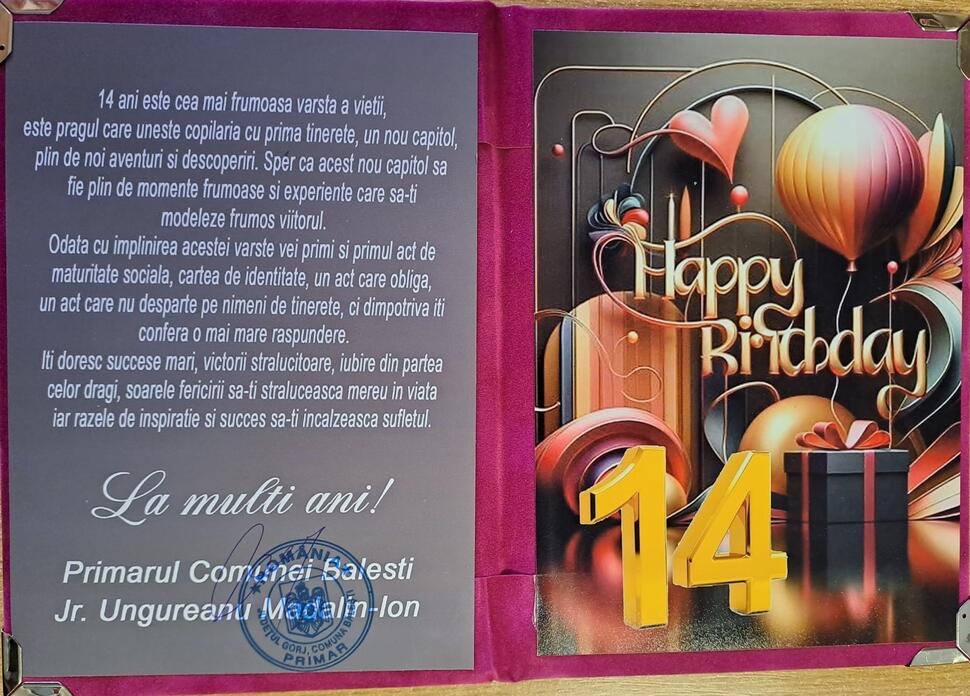 14 ani este cea mai frumoasa varsta a vietii,
este pragul care uneste copilaria cu prima tinerete, un nou capitol,
plin de noi aventuri si descoperiri. Sper ca acest nou capitol sa
fie plin de momente frumoase si experiente care sa-ti
modeleze frumos viitorul.
Odata cu implinirea acestei varste vei primi si primul act de
maturitate sociala, cartea de identitate, un act care obliga,
un act care nu desparte pe nimeni de tinerete, ci dimpotriva iti
confera o mai mare raspundere.
Iti doresc succese mari, victorii stralucitoare, iubire din partea
celor dragi, soarele fericirii sa-ti straluceasca mereu in viata
iar razele de inspiratie si succes sa-ti incalzeasca sufletul.
La multi ani!
Primarul Comunei Balesti
Jr. Ungureanu Madalin-Ion
ROMÂNIA
JUDEŢUL GORJ, COMUNA BĂLEŞTI
PRIMAR
Happy
Biricbday
14